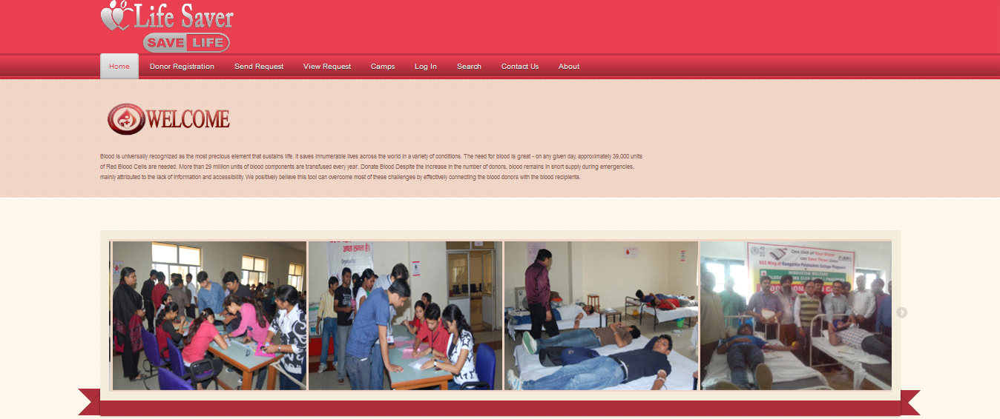 Life Saver
SAVE LIFE
Home Donor Registration Send Request View Request Camps Log In Search Contact Us About
WELCOME
Blood is universally recognized as the most precious element that sustains life. It saves innumerable lives across the world in a variety of conditions. The need for blood is great - on any given day, approximately 39,000 units
of Red Blood Cells are needed. More than 29 million units of blood components are transfused every year. Donate Blood Despite the increase in the number of donors, blood remains in short supply during emergencies,
mainly attributed to the lack of information and accessibility. We positively believe this tool can overcome most of these challenges by effectively connecting the blood donors with the blood recipients.
One Unit of Your Blood
can Save Three Lives
HINDUSTAN WELFARE